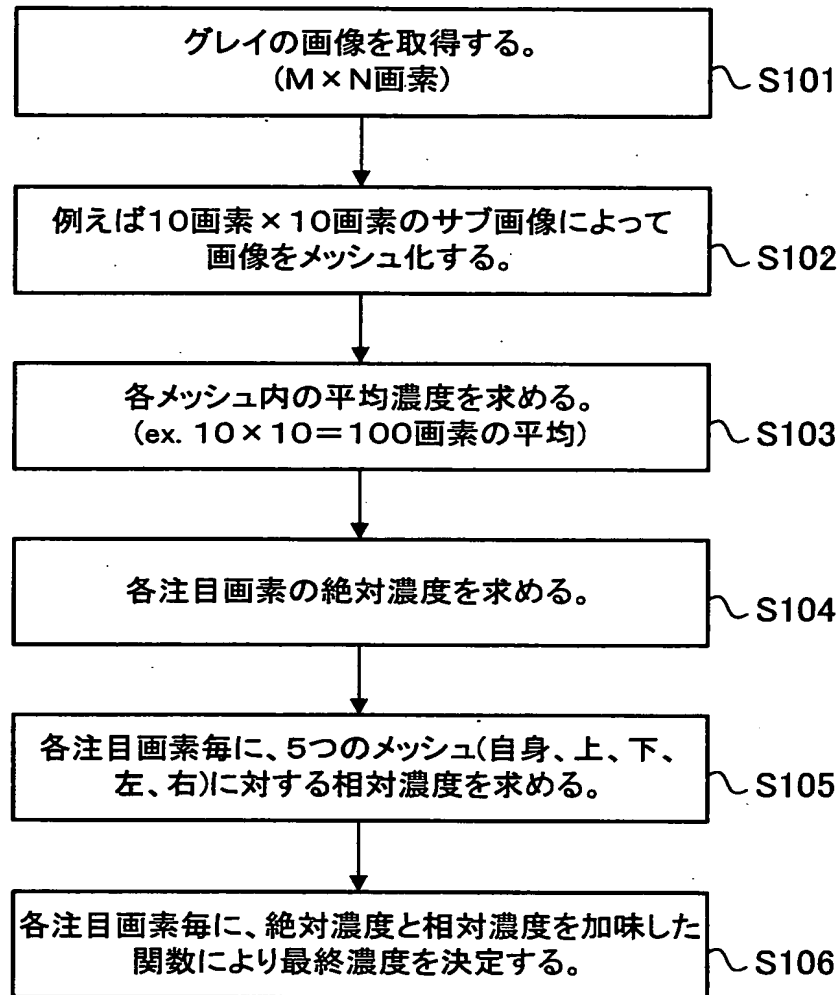 グレイの画像を取得する。
(M×N画素)
S101
例えば10画素×10画素のサブ画像によって
画像をメッシュ化する。
S102
各メッシュ内の平均濃度を求める。
(ex. 10×10=100画素の平均)
S103
各注目画素の絶対濃度を求める。
S104
各注目画素毎に、5つのメッシュ(自身、上、下、
左、右)に対する相対濃度を求める。
S105
各注目画素毎に、絶対濃度と相対濃度を加味した
関数により最終濃度を決定する。
S106